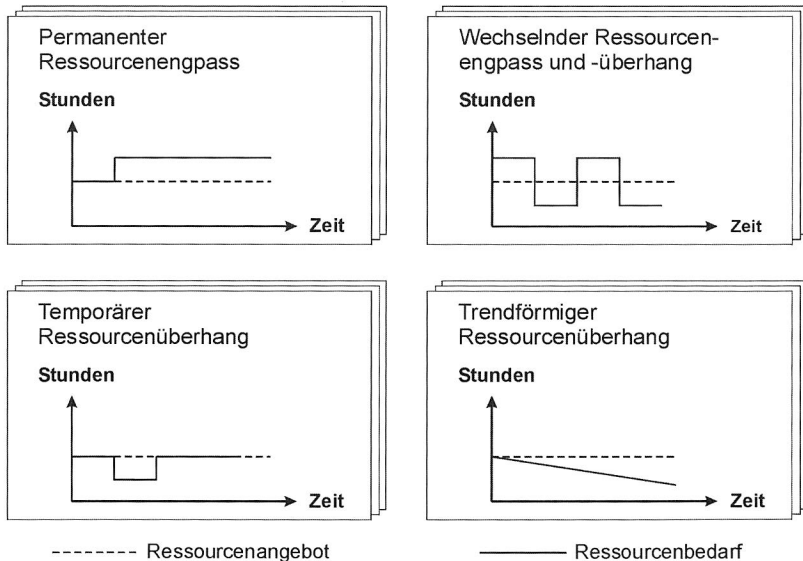 Permanenter
Ressourcenengpass
Stunden
Zeit
Wechselnder Ressourcen-
engpass und -überhang
Stunden
Zeit
Temporärer
Ressourcenüberhang
Stunden
Zeit
Trendförmiger
Ressourcenüberhang
Stunden
Zeit
Ressourcenangebot
Ressourcenbedarf